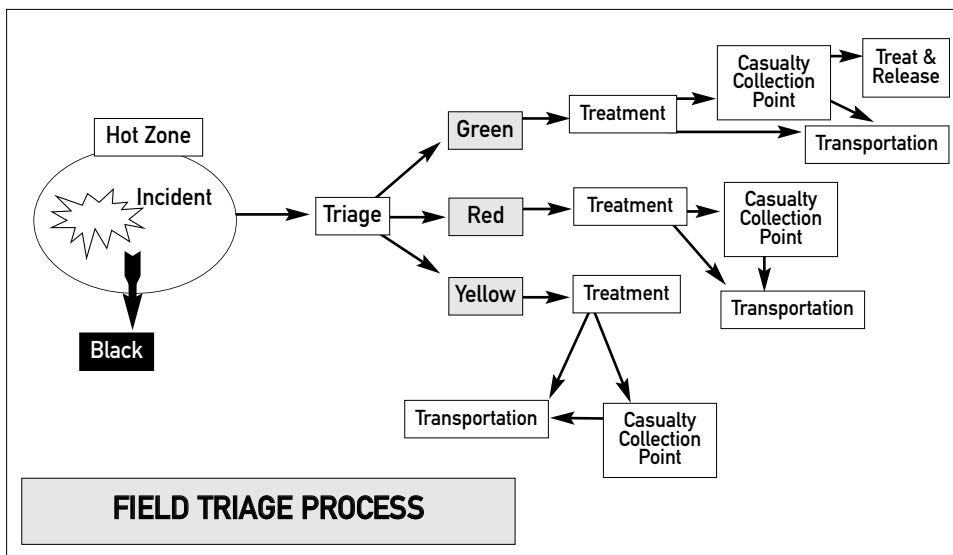 Hot Zone
Incident
Black
Triage
Green
Treatment
Casualty
Collection
Point
Treat &
Release
Transportation
Red
Treatment
Casualty
Collection
Point
Transportation
Yellow
Treatment
Transportation
Casualty
Collection
Point
FIELD TRIAGE PROCESS